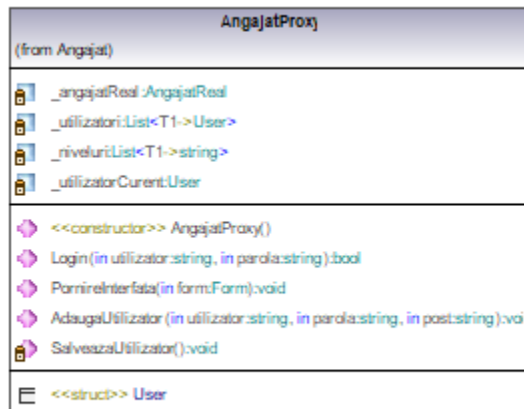 AngajatProxy
(from Angajat)
_angajatReal:AngajatReal
_utilizatori:List<T1->User>
_niveluri:List<T1->string>
_utilizatorCurent:User
<<constructor>> AngajatProxy()
Login(in utilizator:string, in parola:string):bool
PornireInterfata(in form:Form):void
AdaugaUtilizator(in utilizator:string, in parola:string, in post:string):voi
SalveazaUtilizator():void
<<struct>> User